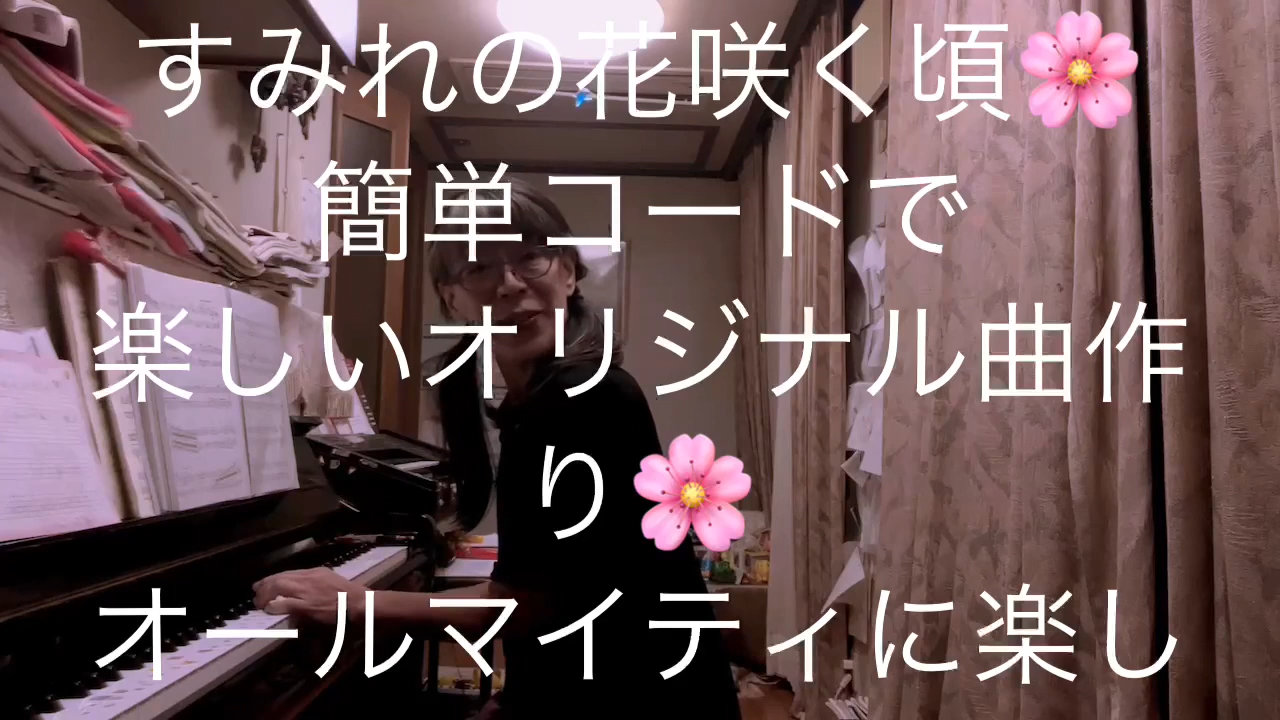 すみれの花咲く頃🌸
簡単コードで
楽しいオリジナル曲作
り🌸
オールマイティに楽し